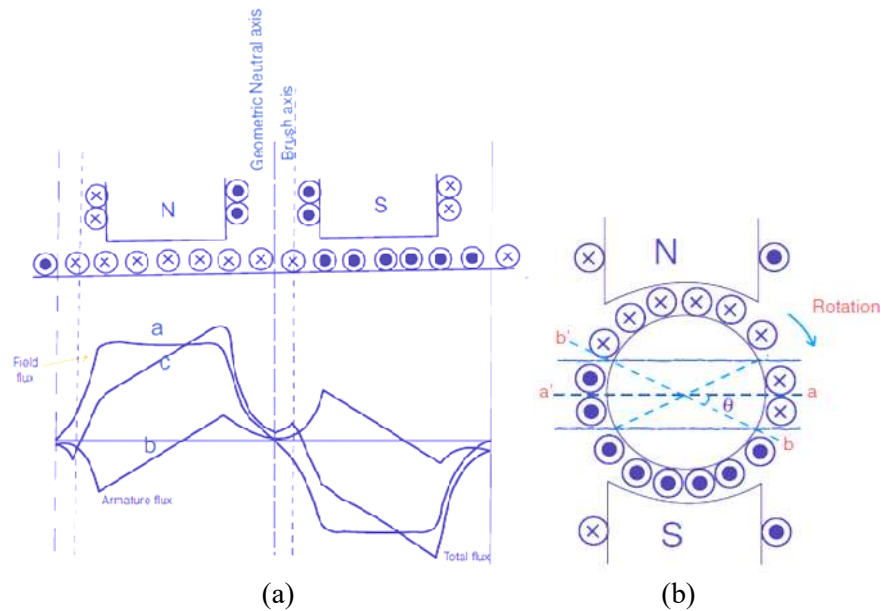 Geometric Neutral axis
Brush axis
N
S
a
Field
flux
c
b
Armature flux
Total flux
N
Rotation
b'
a'
a
θ
b
S
(a)
(b)